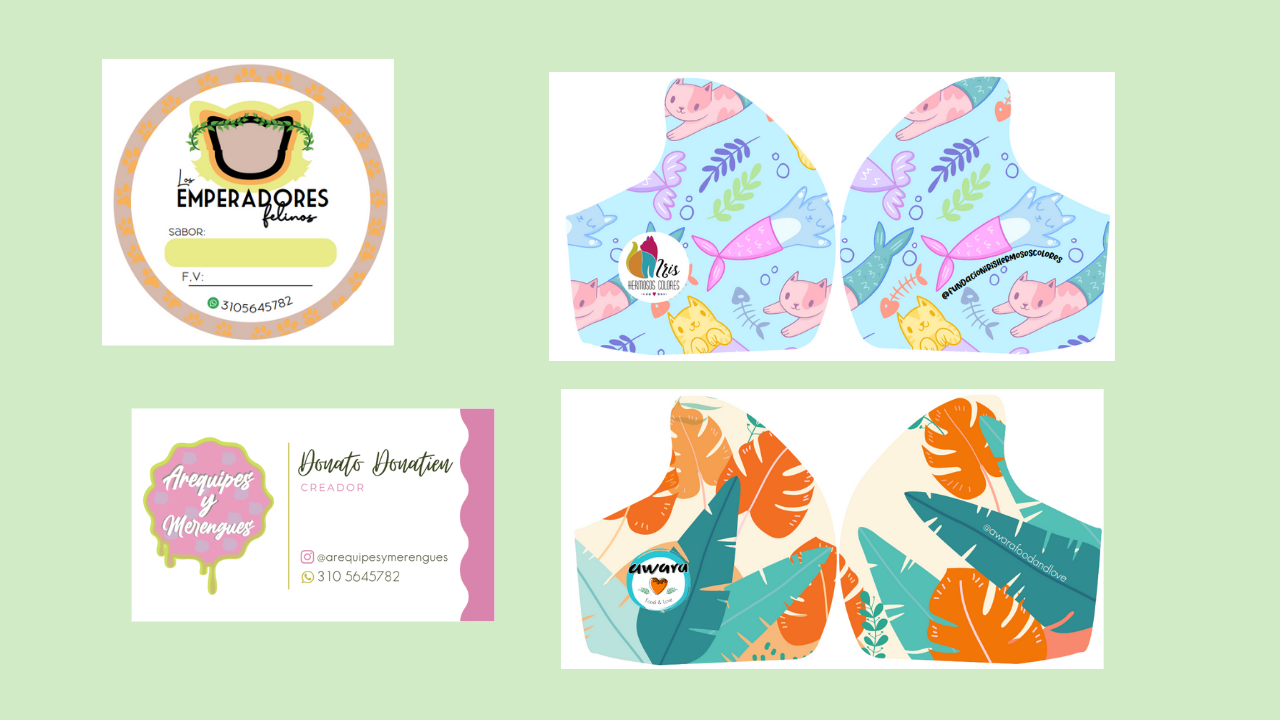 Los
EMPERADORES
felinos
SABOR:
F.V:
3105645782
Iris
HERMOSOS COLORES
@FUNDACIONIRISHERMOSOSCOLORES
Arequipes
y
Merengues
Donato Donatien
CREADOR
@arequipesymerengues
310 5645782
awara
food & love
@awarafoodandlove